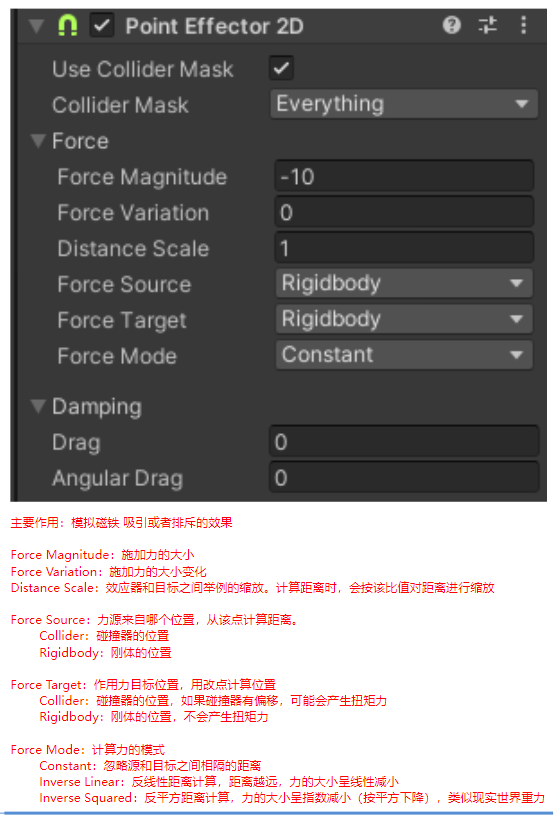 Point Effector 2D
Use Collider Mask
Collider Mask Everything
Force
Force Magnitude -10
Force Variation 0
Distance Scale 1
Force Source Rigidbody
Force Target Rigidbody
Force Mode Constant
Damping
Drag 0
Angular Drag 0
主要作用：模拟磁铁 吸引或者排斥的效果
Force Magnitude：施加力的大小
Force Variation：施加力的大小变化
Distance Scale：效应器和目标之间举例的缩放。计算距离时，会按该比值对距离进行缩放
Force Source：力源来自哪个位置，从该点计算距离。
Collider：碰撞器的位置
Rigidbody：刚体的位置
Force Target：作用力目标位置，用改点计算位置
Collider：碰撞器的位置，如果碰撞器有偏移，可能会产生扭矩力
Rigidbody：刚体的位置，不会产生扭矩力
Force Mode：计算力的模式
Constant：忽略源和目标之间相隔的距离
Inverse Linear：反线性距离计算，距离越远，力的大小呈线性减小
Inverse Squared：反平方距离计算，力的大小呈指数减小（按平方下降），类似现实世界重力